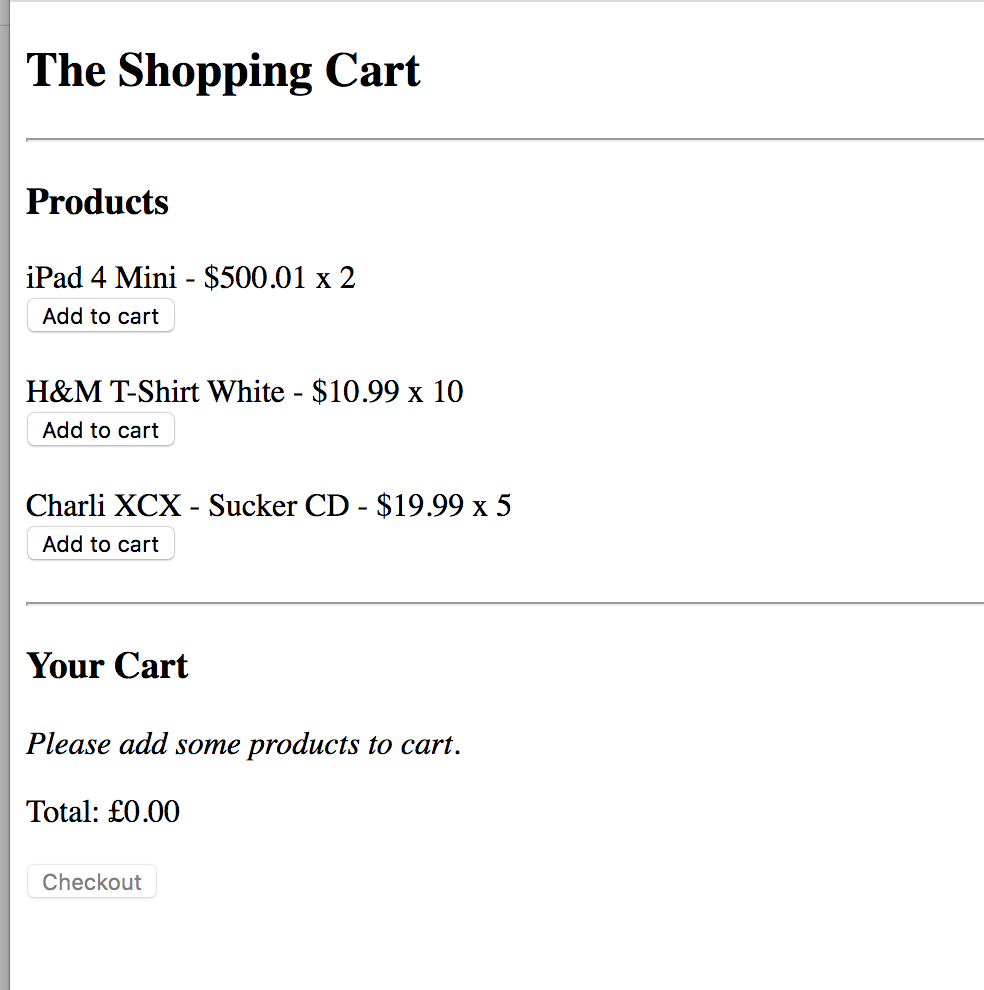 The Shopping Cart
Products
iPad 4 Mini - $500.01 x 2
Add to cart
H&M T-Shirt White - $10.99 x 10
Add to cart
Charli XCX - Sucker CD - $19.99 x 5
Add to cart
Your Cart
Please add some products to cart.
Total: £0.00
Checkout